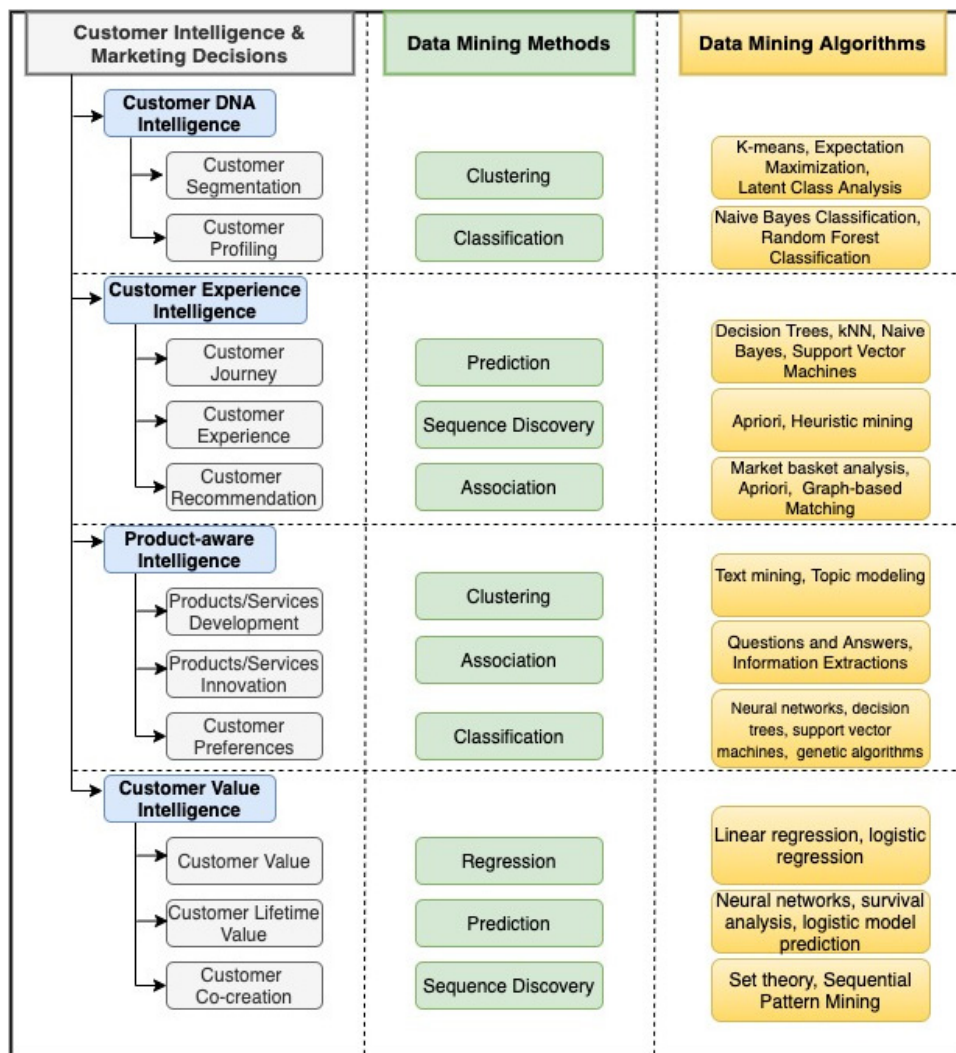 Customer Intelligence &
Marketing Decisions
Data Mining Methods
Data Mining Algorithms
Customer DNA
Intelligence
Customer
Segmentation
Clustering
K-means, Expectation
Maximization,
Latent Class Analysis
Customer
Profiling
Classification
Naive Bayes Classification,
Random Forest
Classification
Customer Experience
Intelligence
Customer
Journey
Prediction
Decision Trees, kNN, Naive
Bayes, Support Vector
Machines
Customer
Experience
Sequence Discovery
Apriori, Heuristic mining
Customer
Recommendation
Association
Market basket analysis,
Apriori, Graph-based
Matching
Product-aware
Intelligence
Products/Services
Development
Clustering
Text mining, Topic modeling
Products/Services
Innovation
Association
Questions and Answers,
Information Extractions
Customer
Preferences
Classification
Neural networks, decision
trees, support vector
machines, genetic algorithms
Customer Value
Intelligence
Customer Value
Regression
Linear regression, logistic
regression
Customer Lifetime
Value
Prediction
Neural networks, survival
analysis, logistic model
prediction
Customer
Co-creation
Sequence Discovery
Set theory, Sequential
Pattern Mining